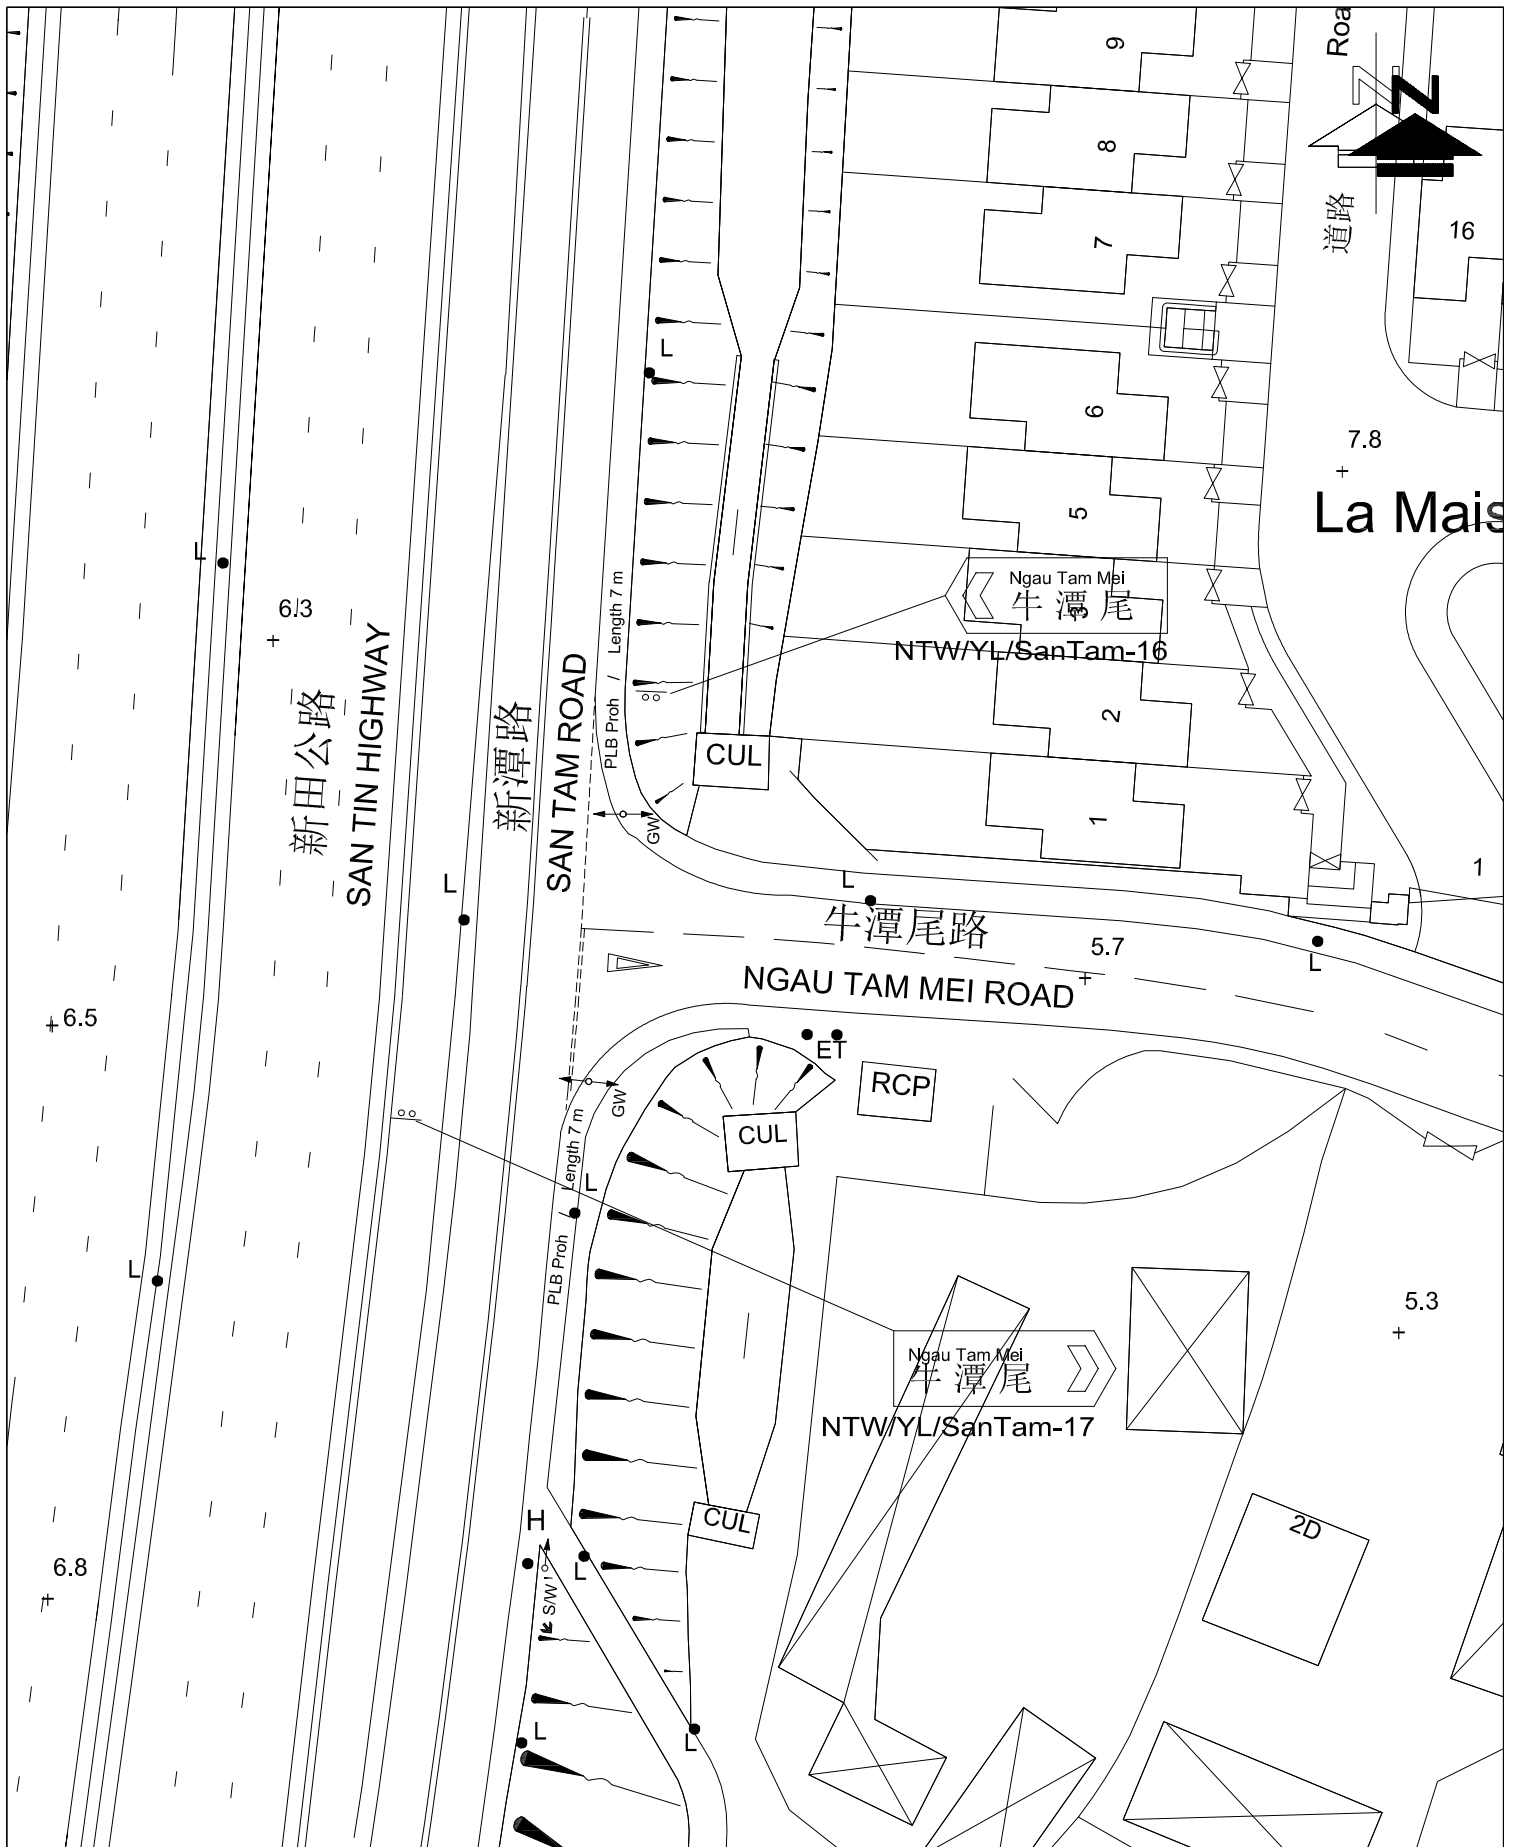 Roa
N
道路
16
9
8
7
6
5
3
2
1
1
7.8
La Mais
L
L
6.3
新田公路
SAN TIN HIGHWAY
新潭路
SAN TAM ROAD
PLB Proh / Length 7 m
Ngau Tam Mei
牛潭尾
NTW/YL/SanTam-16
CUL
GW
L
L
牛潭尾路
NGAU TAM MEI ROAD
5.7
L
6.5
ET
RCP
GW
CUL
PLB Proh / Length 7 m
L
L
5.3
Ngau Tam Mei
牛潭尾
NTW/YL/SanTam-17
CUL
H
L
S/W
2D
6.8
L
L